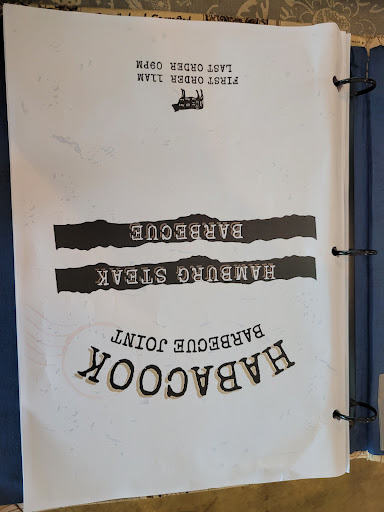 HABACOOK
BARBECUE JOINT
HAMBURG STEAK
BARBECUE
FIRST ORDER 11AM
LAST ORDER 09PM